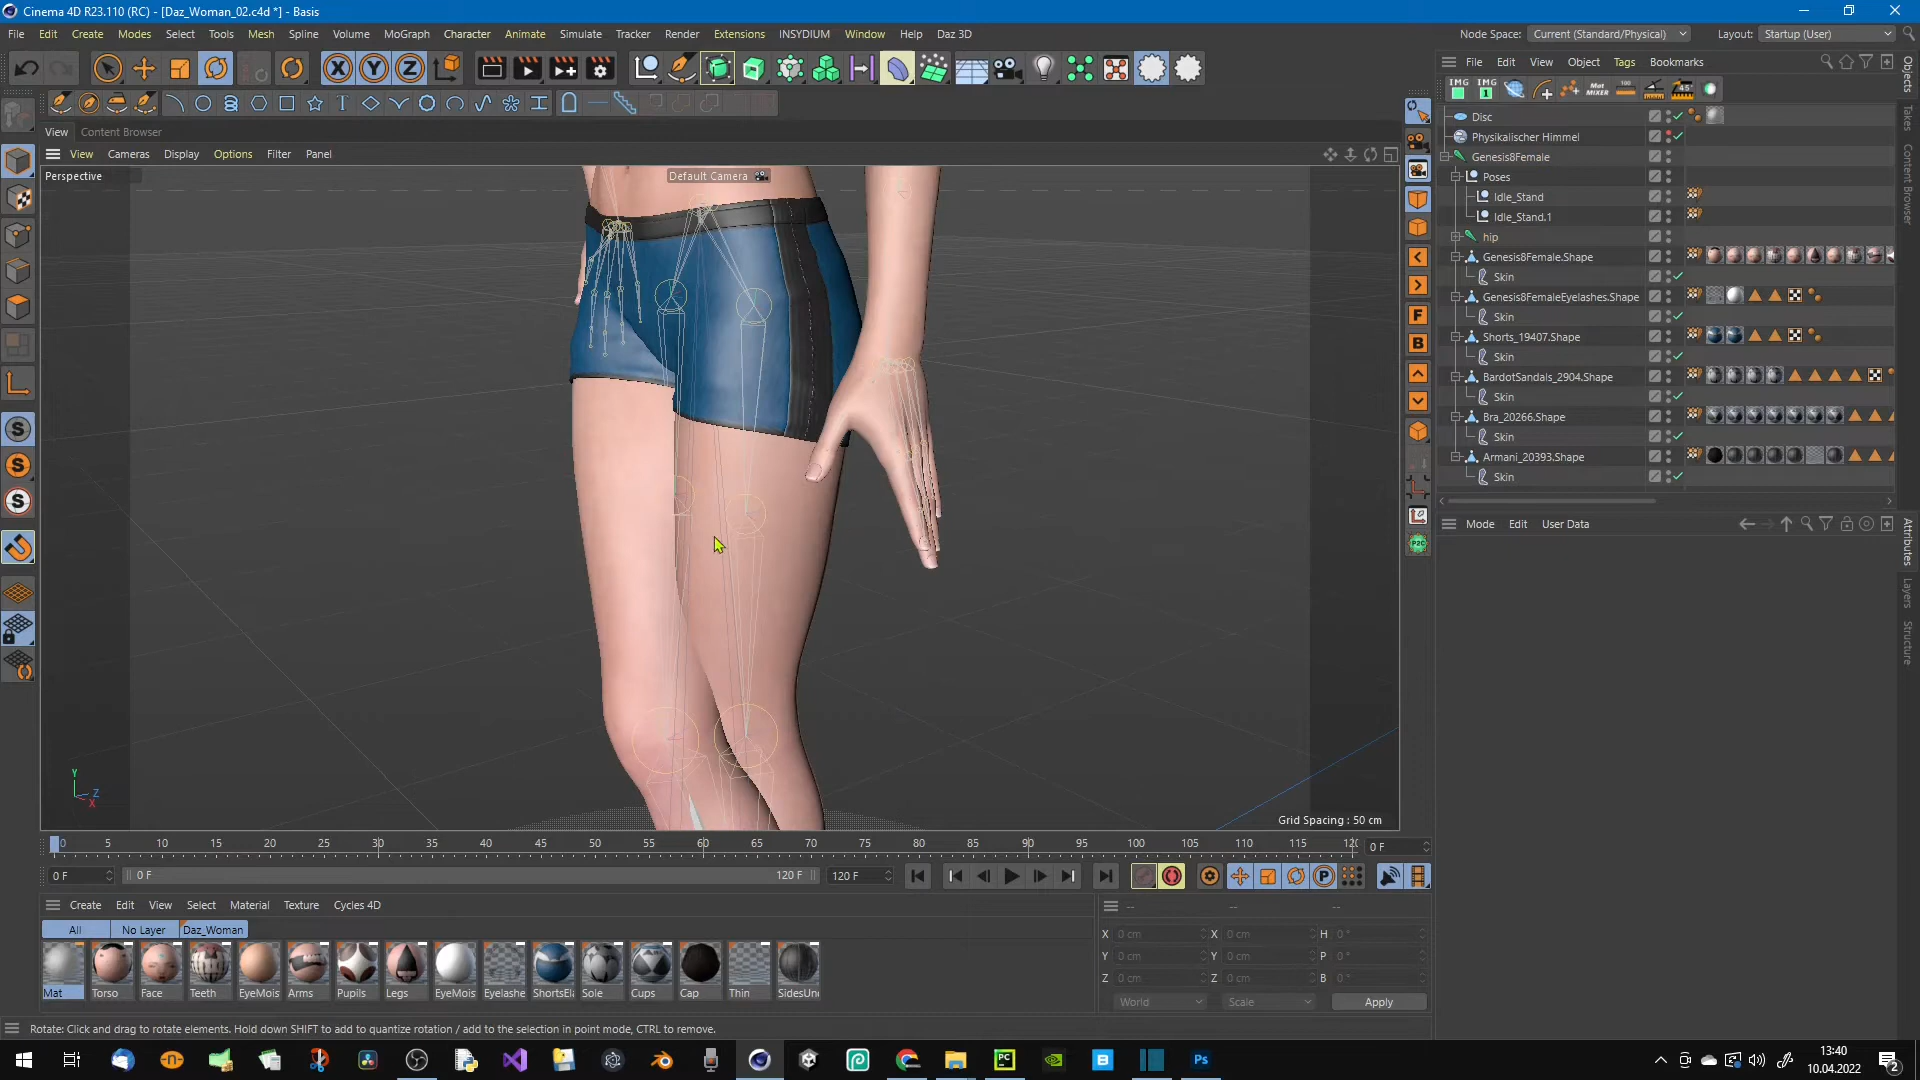 Cinema 4D R23.110 (RC) - [Daz_Woman_02.c4d *] - Basis
File Edit Create Modes Select Tools Mesh Spline Volume MoGraph Character Animate Simulate Tracker Render Extensions INSYDIUM Window Help Daz 3D
Node Space: Current (Standard/Physical) Layout: Startup (User)
File Edit View Object Tags Bookmarks
View Content Browser
View Cameras Display Options Filter Panel
Perspective
Default Camera
Disc
Physikalischer Himmel
Genesis8Female
Poses
Idle_Stand
Idle_Stand.1
hip
Genesis8Female.Shape
Skin
Genesis8FemaleEyelashes.Shape
Skin
Shorts_19407.Shape
Skin
BardotSandals_2904.Shape
Skin
Bra_20266.Shape
Skin
Armani_20393.Shape
Skin
Mode Edit User Data
Objects
Takes
Content Browser
Structure
Attributes
Layers
Structure
Grid Spacing : 50 cm
0 5 10 15 20 25 30 35 40 45 50 55 60 65 70 75 80 85 90 95 100 105 110 115 0 F
0 F 0 F 120 F 120 F
Create Edit View Select Material Texture Cycles 4D
All No Layer Daz_Woman
Mat Torso Face Teeth EyeMois Arms Pupils Legs EyeMois Eyelashe ShortsEla Sole Cups Cap Thin SidesUn
-- -- --
X 0 cm X 0 cm H 0 °
Y 0 cm Y 0 cm P 0 °
Z 0 cm Z 0 cm B 0 °
World Scale Apply
Rotate: Click and drag to rotate elements. Hold down SHIFT to add to quantize rotation / add to the selection in point mode, CTRL to remove.
13:40
10.04.2022